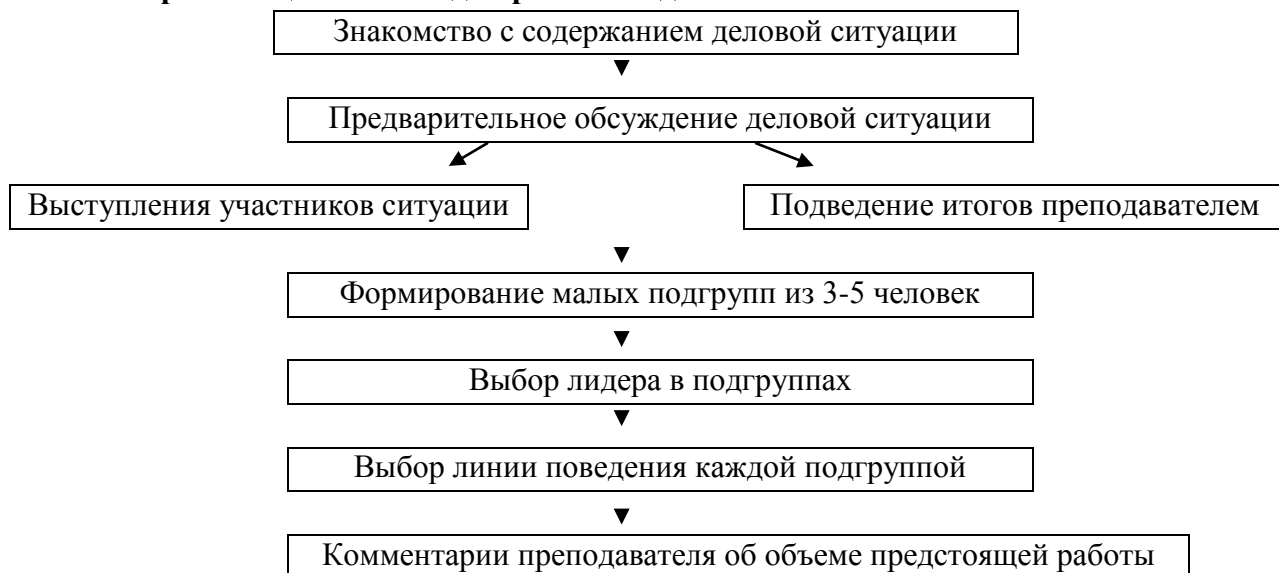 Знакомство с содержанием деловой ситуации
Предварительное обсуждение деловой ситуации
Выступления участников ситуации
Подведение итогов преподавателем
Формирование малых подгрупп из 3-5 человек
Выбор лидера в подгруппах
Выбор линии поведения каждой подгруппой
Комментарии преподавателя об объеме предстоящей работы